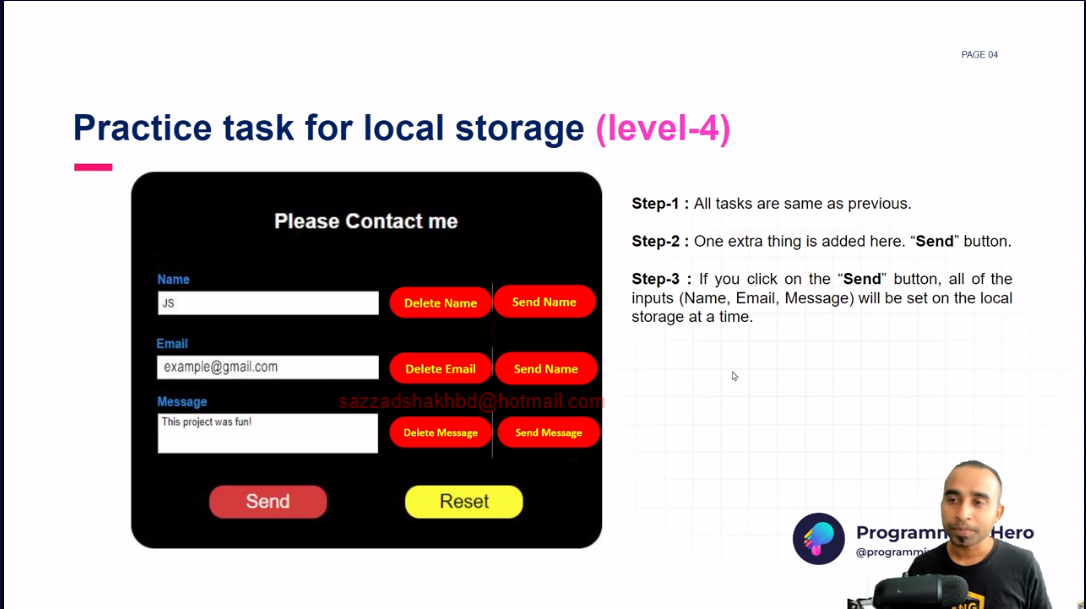 PAGE 04
Practice task for local storage (level-4)
Please Contact me
Name
JS
Delete Name
Send Name
Email
example@gmail.com
Delete Email
Send Name
sazzadshakhbd@hotmail.com
Message
This project was fun!
Delete Message
Send Message
Send
Reset
Step-1 : All tasks are same as previous.
Step-2 : One extra thing is added here. “Send” button.
Step-3 : If you click on the “Send” button, all of the
inputs (Name, Email, Message) will be set on the local
storage at a time.
Hero